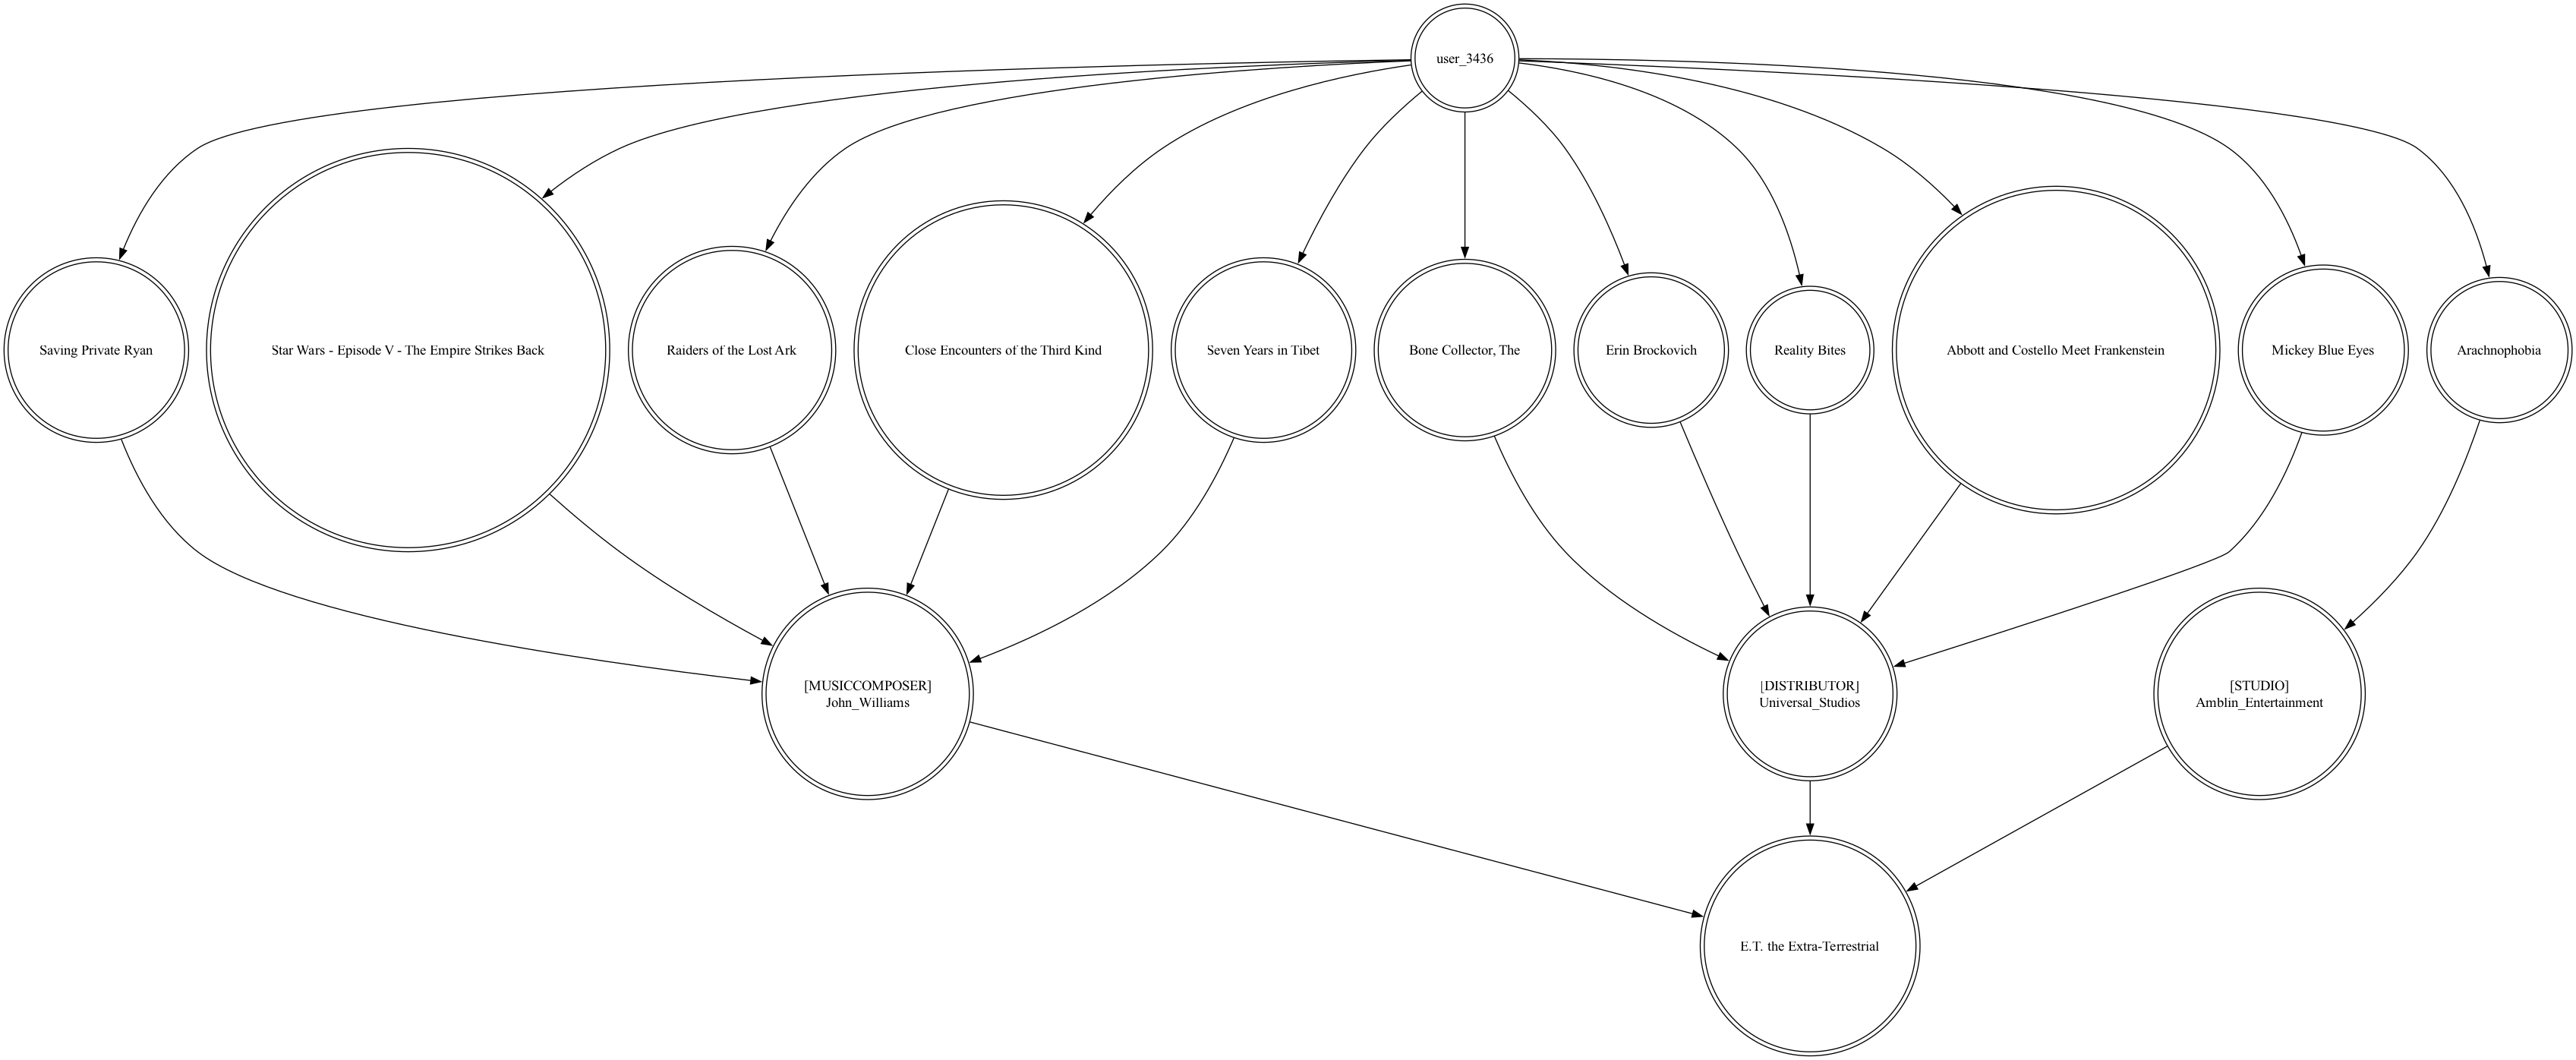 user_3436
Saving Private Ryan
Star Wars - Episode V - The Empire Strikes Back
Raiders of the Lost Ark
Close Encounters of the Third Kind
Seven Years in Tibet
Bone Collector, The
Erin Brockovich
Reality Bites
Abbott and Costello Meet Frankenstein
Mickey Blue Eyes
Arachnophobia
[MUSICCOMPOSER]
John_Williams
[DISTRIBUTOR]
Universal_Studios
[STUDIO]
Amblin_Entertainment
E.T. the Extra-Terrestrial